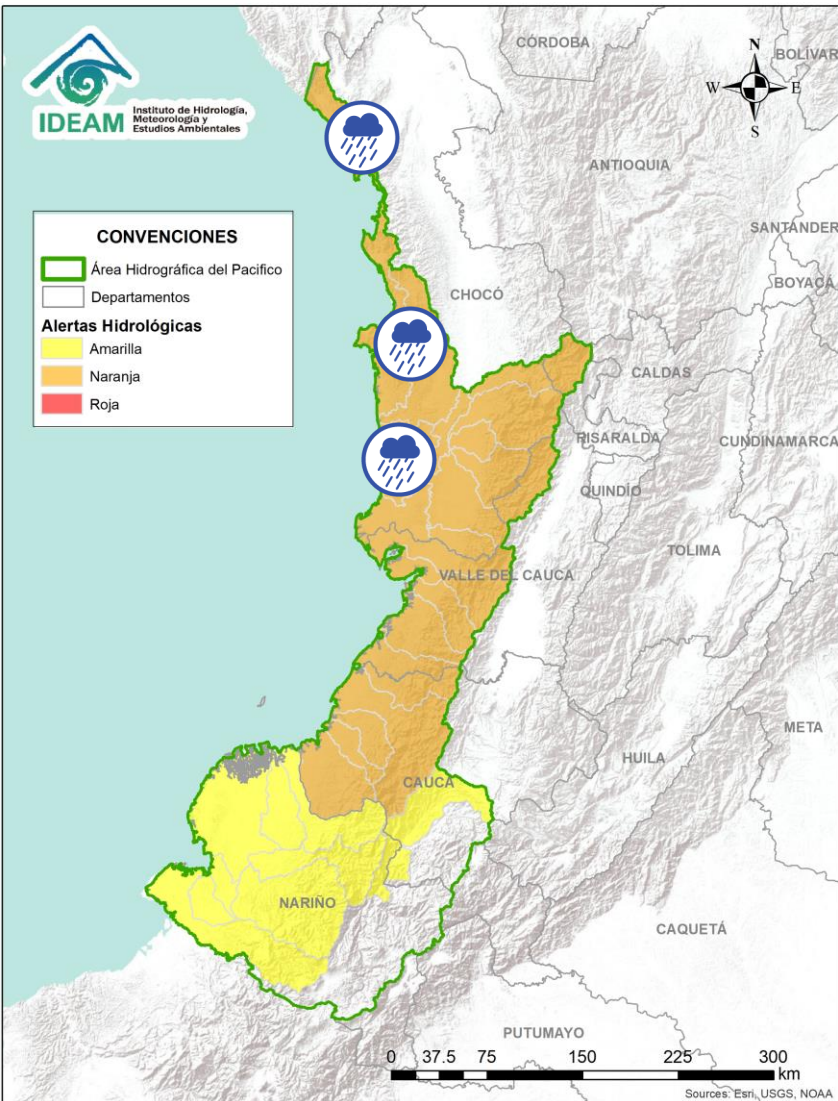 IDEAM
Instituto de Hidrología,
Meteorología y
Estudios Ambientales
CÓRDOBA
BOLÍVAR
N
W
E
S
ANTIOQUIA
SANTANDER
BOYACÁ
CONVENCIONES
Área Hidrográfica del Pacifico
Departamentos
Alertas Hidrológicas
Amarilla
Naranja
Roja
CHOCÓ
CALDAS
RISARALDA
CUNDINAMARCA
QUINDÍO
TOLIMA
VALLE DEL CAUCA
META
HUILA
CAUCA
NARIÑO
CAQUETÁ
PUTUMAYO
0 37.5 75 150 225 300
km
Sources: Esri, USGS, NOAA